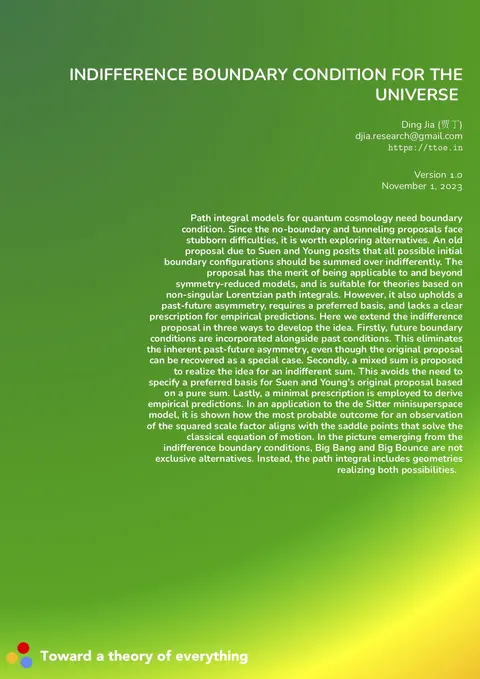 INDIFFERENCE BOUNDARY CONDITION FOR THE
UNIVERSE
Ding Jia (贾丁)
djia.research@gmail.com
https://ttoe.in
Version 1.0
November 1, 2023
Path integral models for quantum cosmology need boundary
condition. Since the no-boundary and tunneling proposals face
stubborn difficulties, it is worth exploring alternatives. An old
proposal due to Suen and Young posits that all possible initial
boundary configurations should be summed over indifferently. The
proposal has the merit of being applicable to and beyond
symmetry-reduced models, and is suitable for theories based on
non-singular Lorentzian path integrals. However, it also upholds a
past-future asymmetry, requires a preferred basis, and lacks a clear
prescription for empirical predictions. Here we extend the indifference
proposal in three ways to develop the idea. Firstly, future boundary
conditions are incorporated alongside past conditions. This eliminates
the inherent past-future asymmetry, even though the original proposal
can be recovered as a special case. Secondly, a mixed sum is proposed
to realize the idea for an indifferent sum. This avoids the need to
specify a preferred basis for Suen and Young's original proposal based
on a pure sum. Lastly, a minimal prescription is employed to derive
empirical predictions. In an application to the de Sitter minisuperspace
model, it is shown how the most probable outcome for an observation
of the squared scale factor aligns with the saddle points that solve the
classical equation of motion. In the picture emerging from the
indifference boundary conditions, Big Bang and Big Bounce are not
exclusive alternatives. Instead, the path integral includes geometries
realizing both possibilities.
Toward a theory of everything